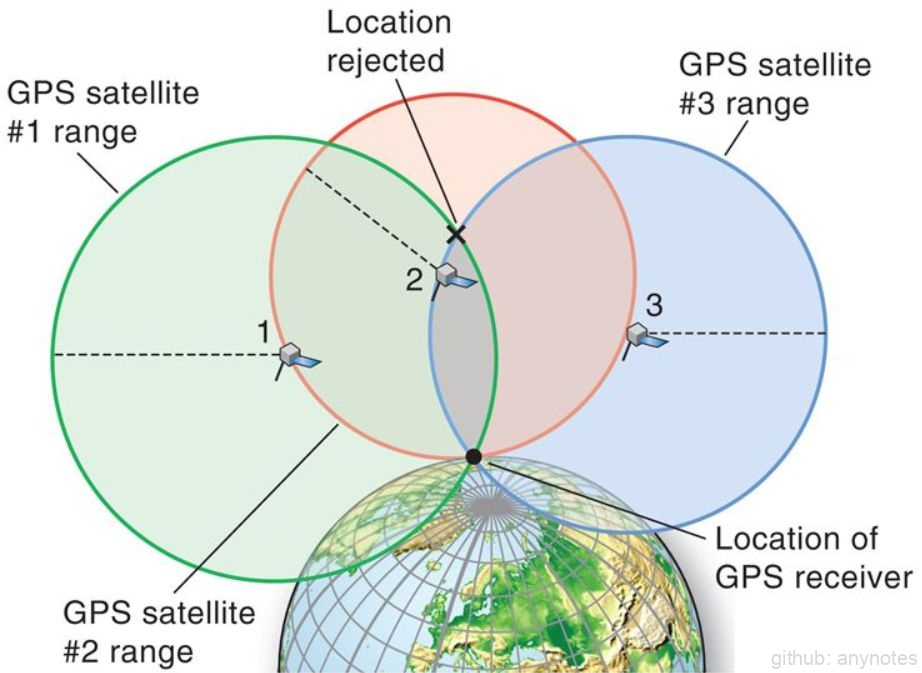 Location
rejected
GPS satellite
#1 range
GPS satellite
#3 range
2
3
1
Location of
GPS receiver
GPS satellite
#2 range
github: anynotes